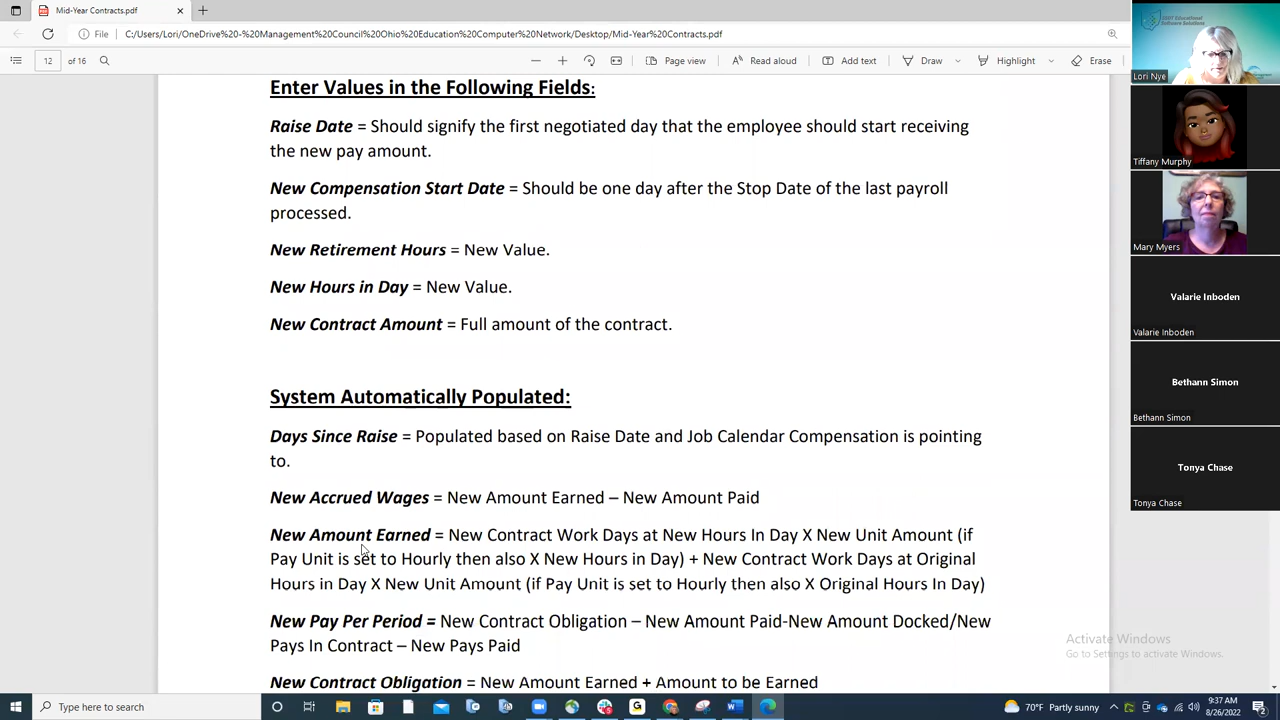 Mid-Year Contracts.pdf
File
C:/Users/Lori/OneDrive%20-%20Management%20Council%20Ohio%20Education%20Computer%20Network/Desktop/Mid-Year%20Contracts.pdf
12 of 16
Page view
Read aloud
Add text
Draw
Highlight
Erase
Enter Values in the Following Fields:
Raise Date = Should signify the first negotiated day that the employee should start receiving
the new pay amount.
New Compensation Start Date = Should be one day after the Stop Date of the last payroll
processed.
New Retirement Hours = New Value.
New Hours in Day = New Value.
New Contract Amount = Full amount of the contract.
System Automatically Populated:
Days Since Raise = Populated based on Raise Date and Job Calendar Compensation is pointing
to.
New Accrued Wages = New Amount Earned – New Amount Paid
New Amount Earned = New Contract Work Days at New Hours In Day X New Unit Amount (if
Pay Unit is set to Hourly then also X New Hours in Day) + New Contract Work Days at Original
Hours in Day X New Unit Amount (if Pay Unit is set to Hourly then also X Original Hours In Day)
New Pay Per Period = New Contract Obligation – New Amount Paid-New Amount Docked/New
Pays In Contract – New Pays Paid
New Contract Obligation = New Amount Earned + Amount to be Earned
Activate Windows
Go to Settings to activate Windows.
Lori Nye
Tiffany Murphy
Mary Myers
Valarie Inboden
Valarie Inboden
Bethann Simon
Bethann Simon
Tonya Chase
Tonya Chase
Type here to search
70°F Partly sunny
9:37 AM
8/26/2022